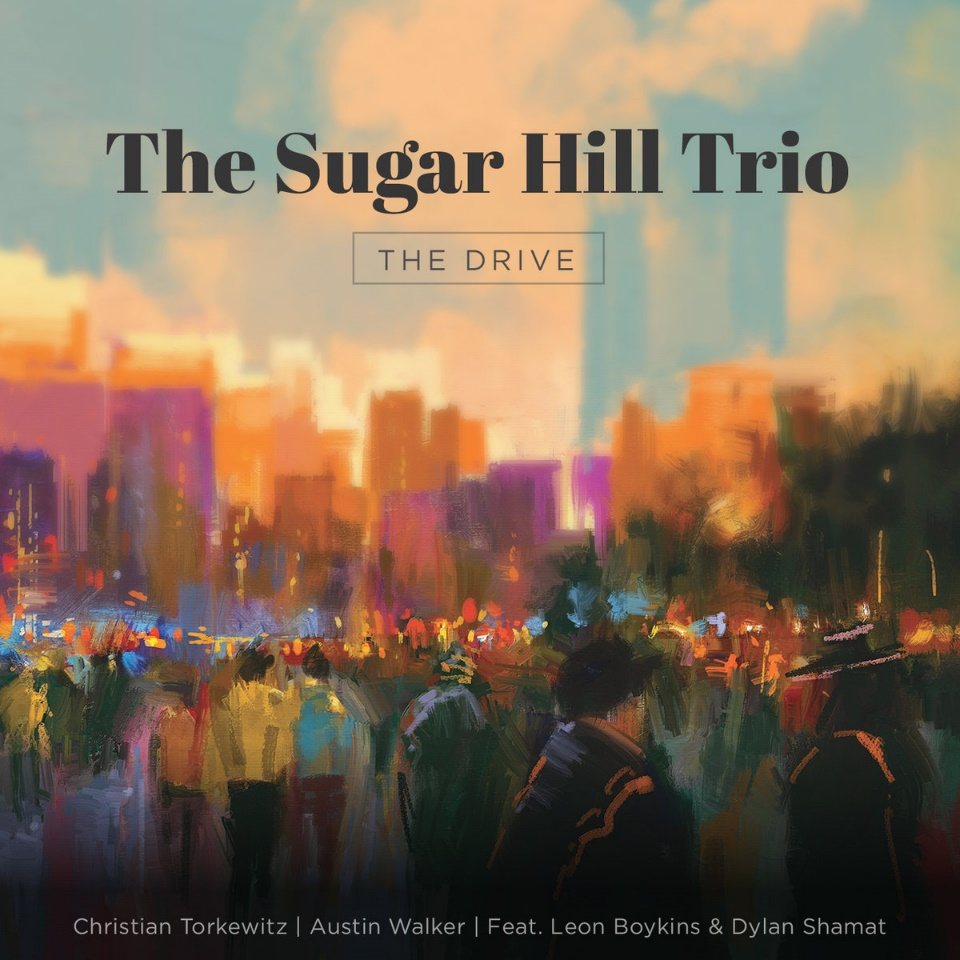 The Sugar Hill Trio
THE DRIVE
Christian Torkewitz | Austin Walker | Feat. Leon Boykins & Dylan Shamat